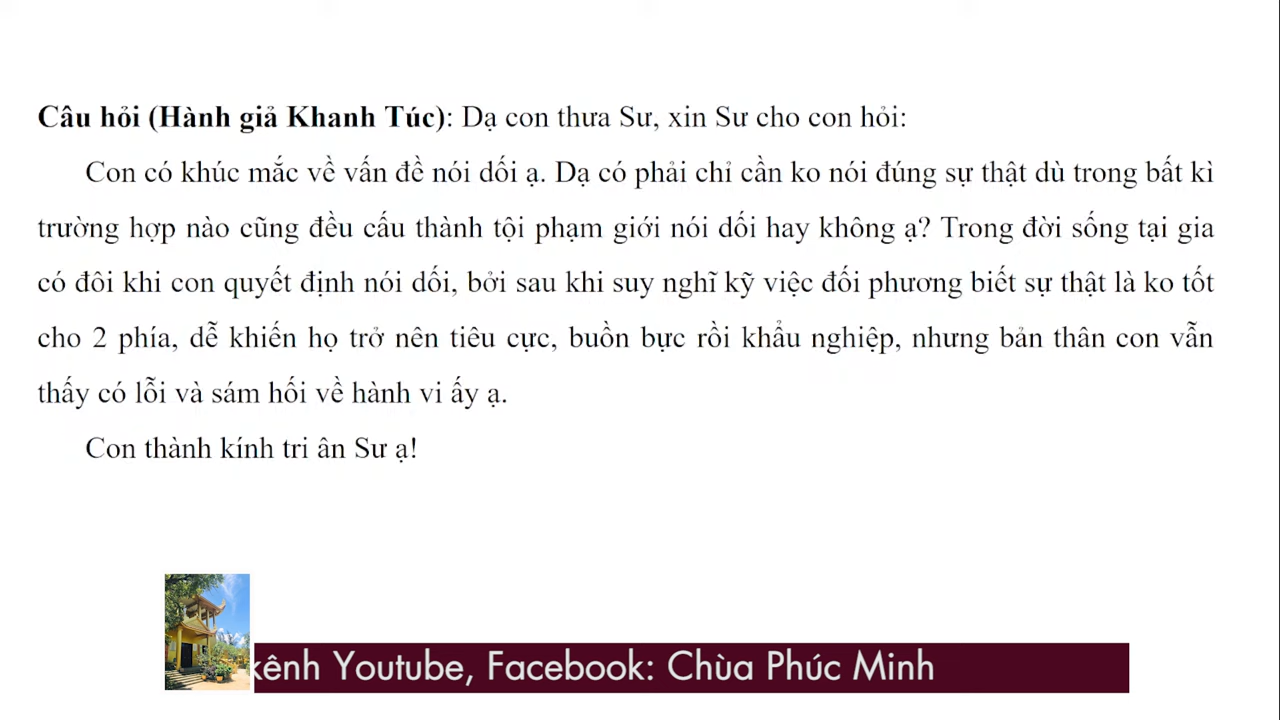 Câu hỏi (Hành giả Khanh Túc): Dạ con thưa Sư, xin Sư cho con hỏi:
Con có khúc mắc về vấn đề nói dối ạ. Dạ có phải chỉ cần ko nói đúng sự thật dù trong bất kì
trường hợp nào cũng đều cấu thành tội phạm giới nói dối hay không ạ? Trong đời sống tại gia
có đôi khi con quyết định nói dối, bởi sau khi suy nghĩ kỹ việc đối phương biết sự thật là ko tốt
cho 2 phía, dễ khiến họ trở nên tiêu cực, buồn bực rồi khẩu nghiệp, nhưng bản thân con vẫn
thấy có lỗi và sám hối về hành vi ấy ạ.
Con thành kính tri ân Sư ạ!
kênh Youtube, Facebook: Chùa Phúc Minh